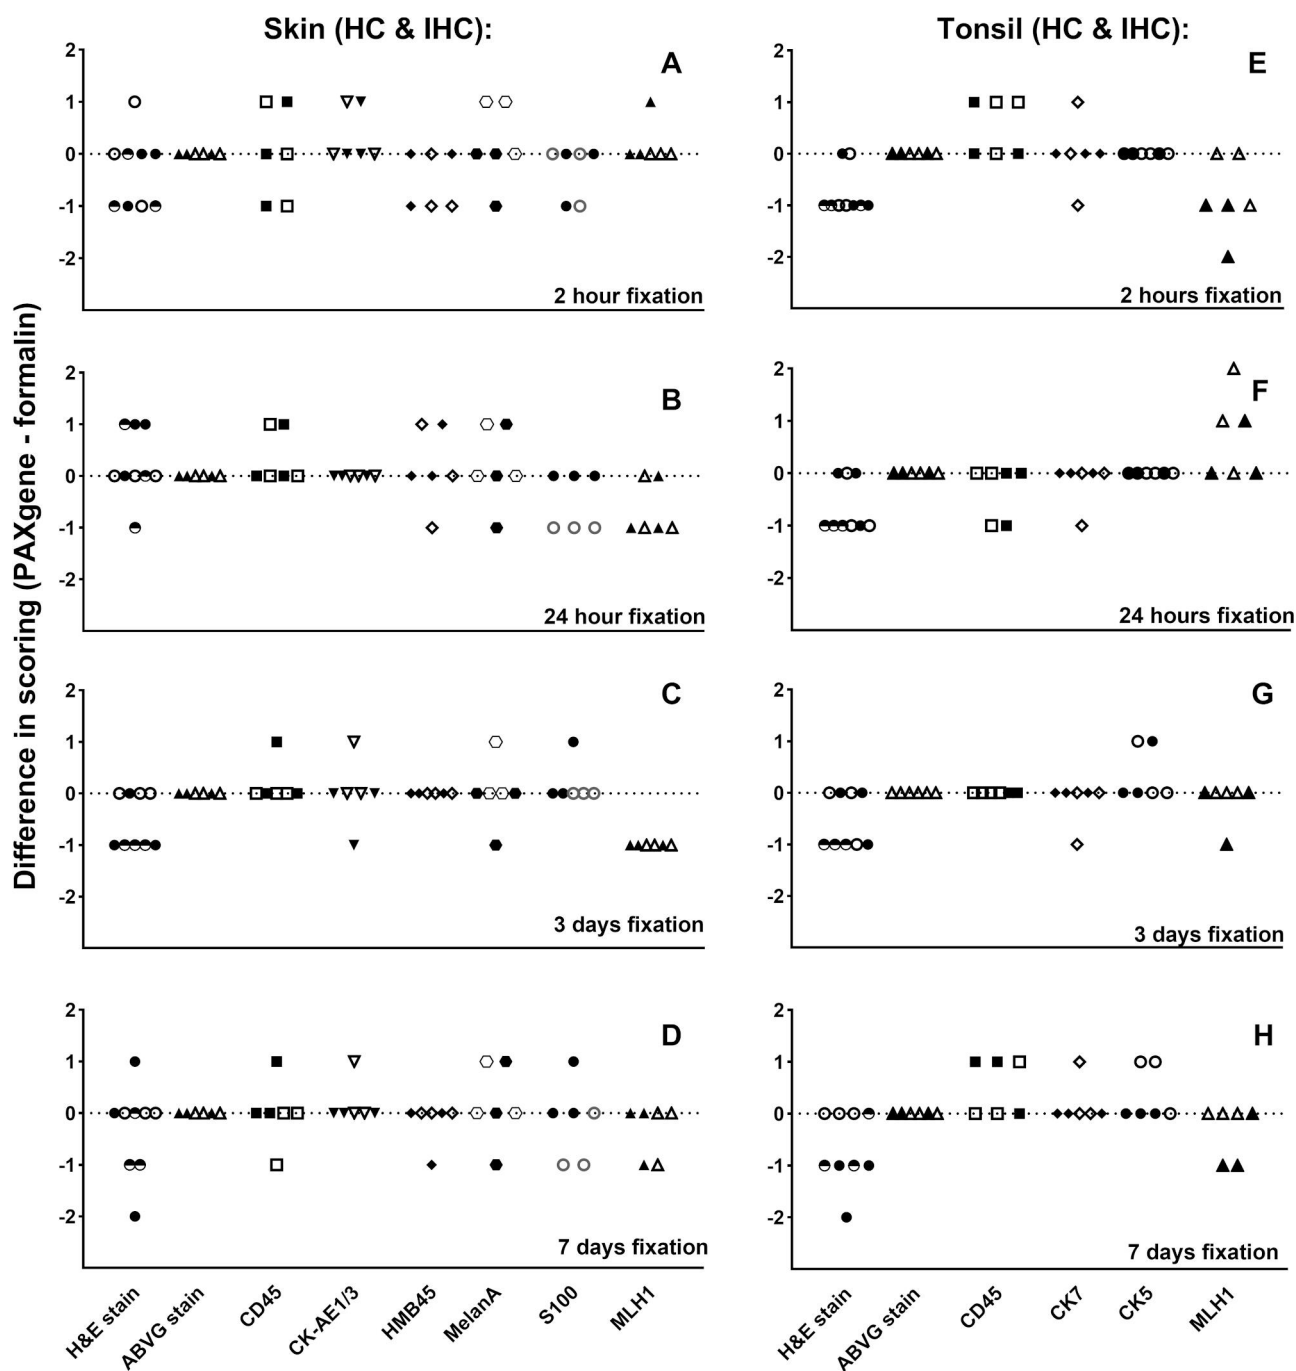 Skin (HC & IHC):
Tonsil (HC & IHC):
Difference in scoring (PAXgene - formalin)
2
1
0
-1
-2
A
2 hour fixation
2
1
0
-1
-2
E
2 hours fixation
2
1
0
-1
-2
B
24 hour fixation
2
1
0
-1
-2
F
24 hours fixation
2
1
0
-1
-2
C
3 days fixation
2
1
0
-1
-2
G
3 days fixation
2
1
0
-1
-2
D
7 days fixation
2
1
0
-1
-2
H
7 days fixation
H&E stain
ABVG stain
CD45
CK-AE1/3
HMB45
MelanA
S100
MLH1
H&E stain
ABVG stain
CD45
CK7
CK5
MLH1